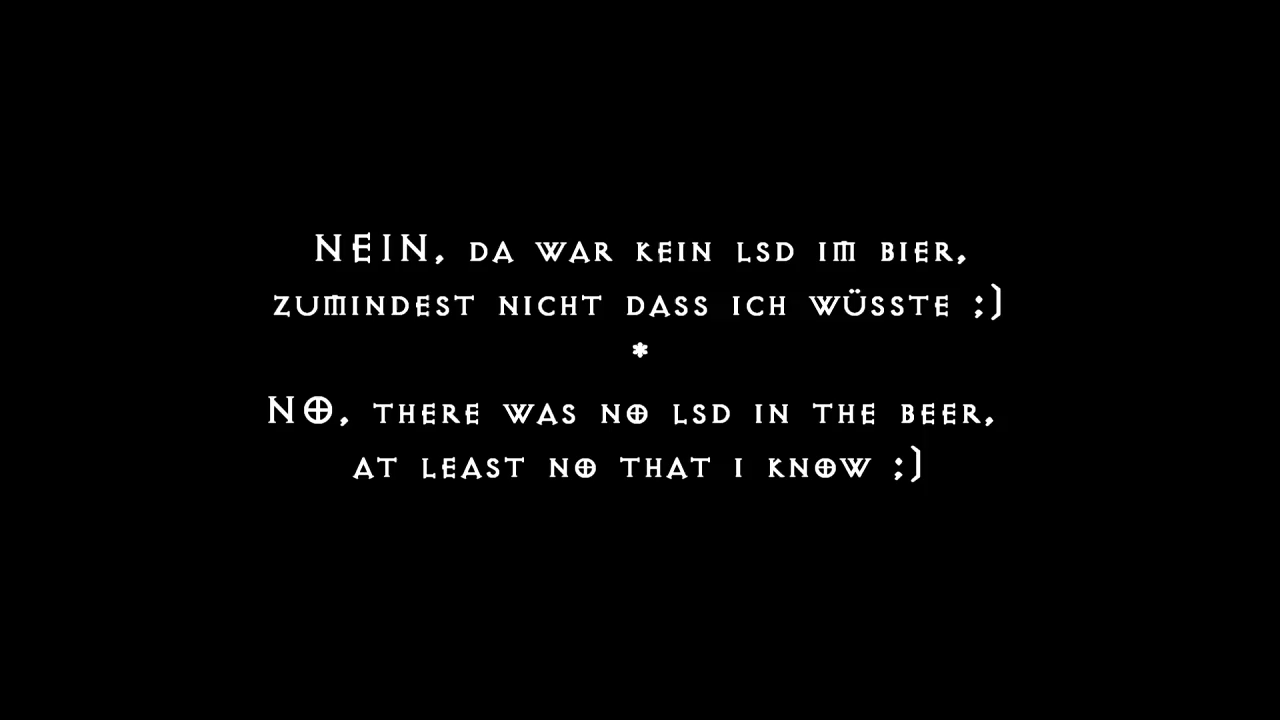 NEIN, DA WAR KEIN LSD IM BIER,
ZUMINDEST NICHT DASS ICH WÜSSTE ;)
*
NO, THERE WAS NO LSD IN THE BEER,
AT LEAST NO THAT I KNOW ;)